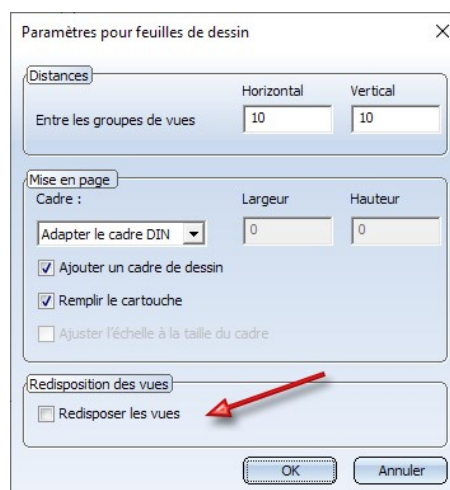 Paramètres pour feuilles de dessin
Distances
Horizontal Vertical
Entre les groupes de vues 10 10
Mise en page
Cadre : Largeur Hauteur
Adapter le cadre DIN 0 0
Ajouter un cadre de dessin
Remplir le cartouche
Ajuster l'échelle à la taille du cadre
Redisposition des vues
Redisposer les vues
OK Annuler